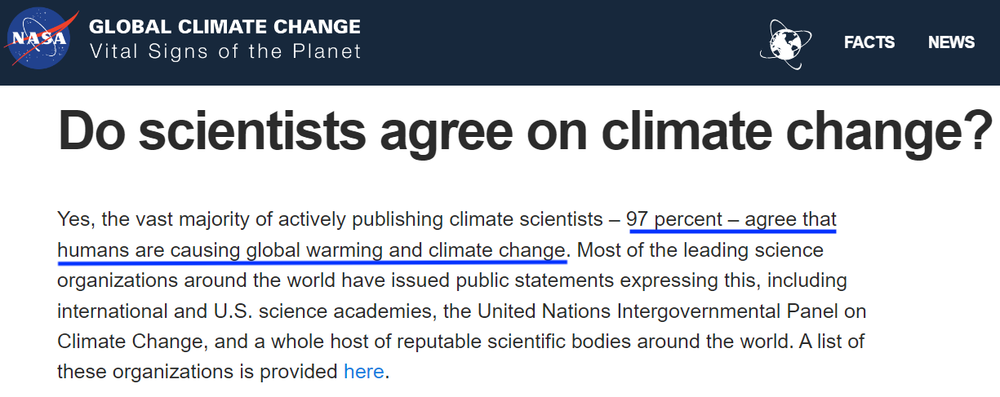 NASA
GLOBAL CLIMATE CHANGE
Vital Signs of the Planet
FACTS NEWS
Do scientists agree on climate change?
Yes, the vast majority of actively publishing climate scientists – 97 percent – agree that
humans are causing global warming and climate change. Most of the leading science
organizations around the world have issued public statements expressing this, including
international and U.S. science academies, the United Nations Intergovernmental Panel on
Climate Change, and a whole host of reputable scientific bodies around the world. A list of
these organizations is provided here.